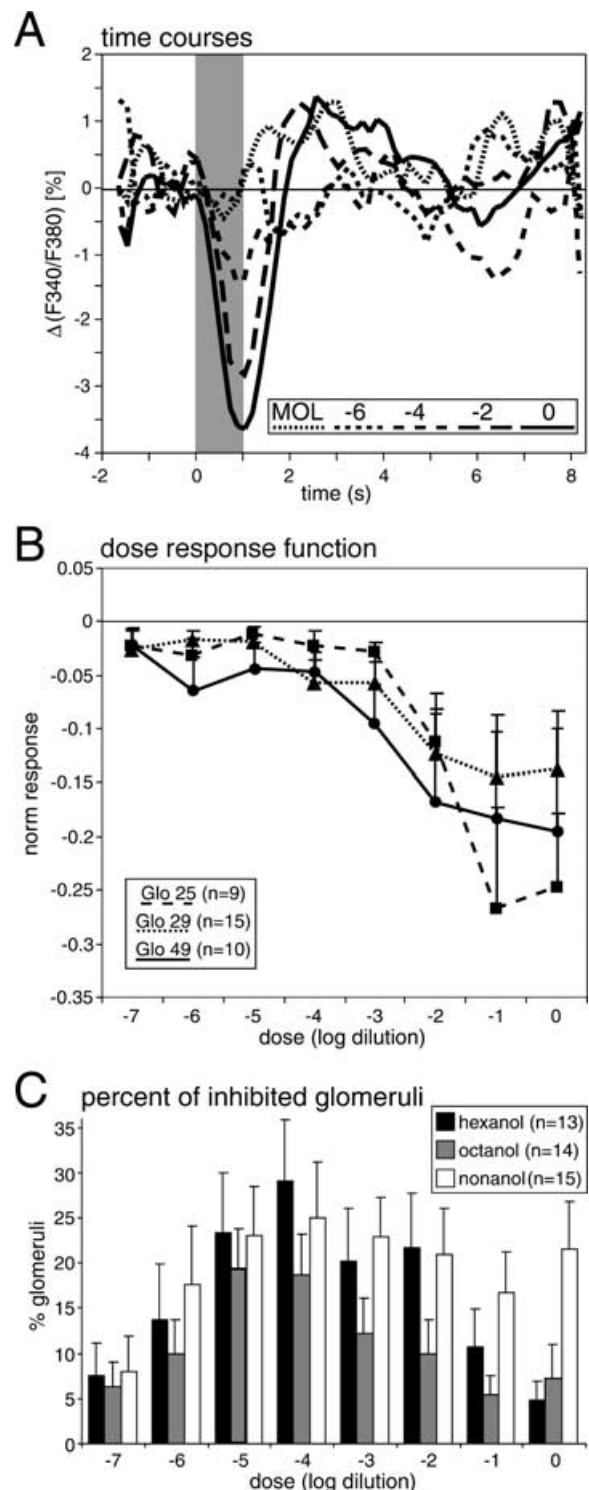 A time courses
Δ(F340/F380) [%]
2
1
0
-1
-2
-3
-4
MOL -6 -4 -2 0
-2 0 2 4 6 8
time (s)
B dose response function
norm response
0.05
0
-0.05
-0.1
-0.15
-0.2
-0.25
-0.3
-0.35
Glo 25 (n=9)
Glo 29 (n=15)
Glo 49 (n=10)
-7 -6 -5 -4 -3 -2 -1 0
dose (log dilution)
C percent of inhibited glomeruli
% glomeruli
35
30
25
20
15
10
5
0
hexanol (n=13)
octanol (n=14)
nonanol (n=15)
-7 -6 -5 -4 -3 -2 -1 0
dose (log dilution)